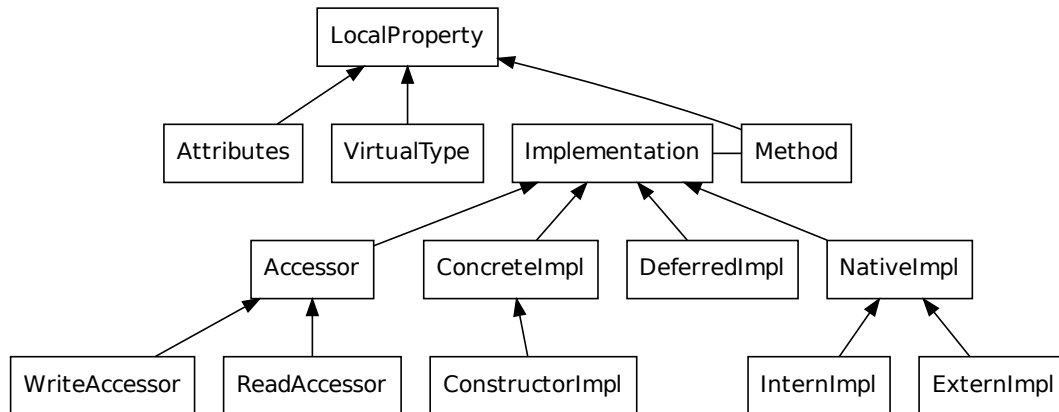 LocalProperty
Attributes
VirtualType
Implementation
Method
Accessor
ConcreteImpl
DeferredImpl
NativeImpl
WriteAccessor
ReadAccessor
ConstructorImpl
InternImpl
ExternImpl